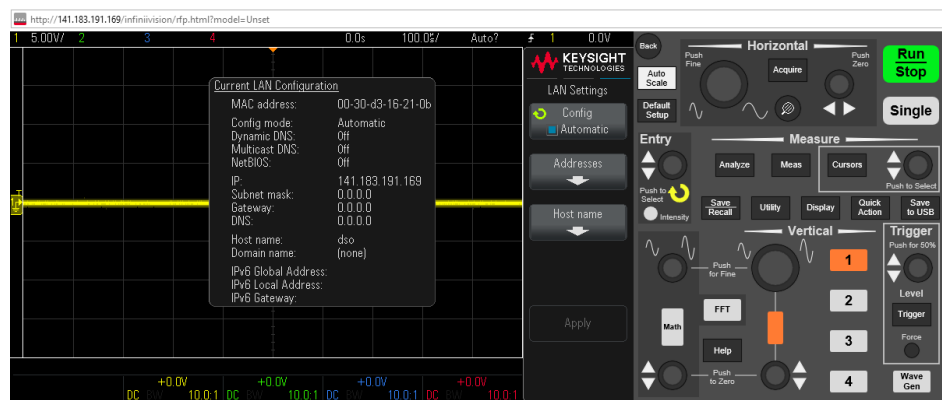 http://141.183.191.169/infiniivision/rfp.html?model=Unset
1 5.00V/ 2 3 4 0.0s 100.0%/ Auto? 1 0.0V
KEYSIGHT
TECHNOLOGIES
LAN Settings
Config
Automatic
Addresses
Host name
Apply
Current LAN Configuration
MAC address: 00-30-d3-16-21-0b
Config mode: Automatic
Dynamic DNS: Off
Multicast DNS: Off
NetBIOS: Off
IP: 141.183.191.169
Subnet mask: 0.0.0.0
Gateway: 0.0.0.0
DNS: 0.0.0.0
Host name: dso
Domain name: (none)
IPv6 Global Address:
IPv6 Local Address:
IPv6 Gateway:
+0.0V +0.0V +0.0V +0.0V
DC BW 10.0:1 DC BW 10.0:1 DC BW 10.0:1 DC BW 10.0:1
Back
Horizontal
Push
Fine
Push
Zero
Acquire
Run
Stop
Auto
Scale
Default
Setup
Single
Entry
Push to
Select
Intensity
Measure
Analyze
Meas
Cursors
Push to Select
Save
Recall
Utility
Display
Quick
Action
Save
to USB
Vertical
Push
for Fine
1
2
3
4
FFT
Math
Help
Push
to Zero
Trigger
Push for 50%
Level
Trigger
Force
Wave
Gen